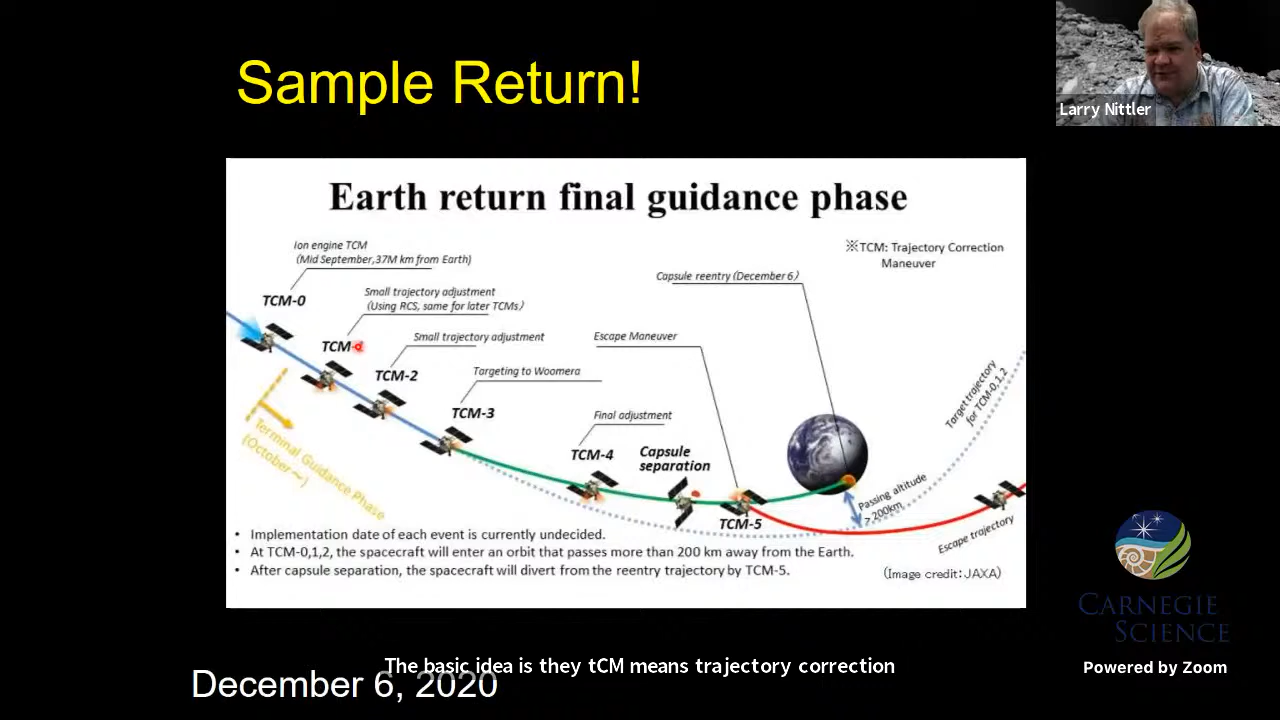 Sample Return!
Larry Nittler
Earth return final guidance phase
Ion engine TCM
(Mid September,37M km from Earth)
※TCM: Trajectory Correction
Maneuver
TCM-0
Capsule reentry (December 6)
Small trajectory adjustment
(Using RCS, same for later TCMs)
TCM-
Small trajectory adjustment
Escape Maneuver
TCM-2
Targeting to Woomera
TCM-3
Final adjustment
TCM-4
Capsule
separation
TCM-5
Target trajectory
for TCM-0,1,2
Terminal Guidance Phase
(October～)
Passing altitude
>200km
Escape trajectory
• Implementation date of each event is currently undecided.
• At TCM-0,1,2, the spacecraft will enter an orbit that passes more than 200 km away from the Earth.
• After capsule separation, the spacecraft will divert from the reentry trajectory by TCM-5.
(Image credit: JAXA)
CARNEGIE
SCIENCE
Powered by Zoom
The basic idea is they tCM means trajectory correction
December 6, 2020